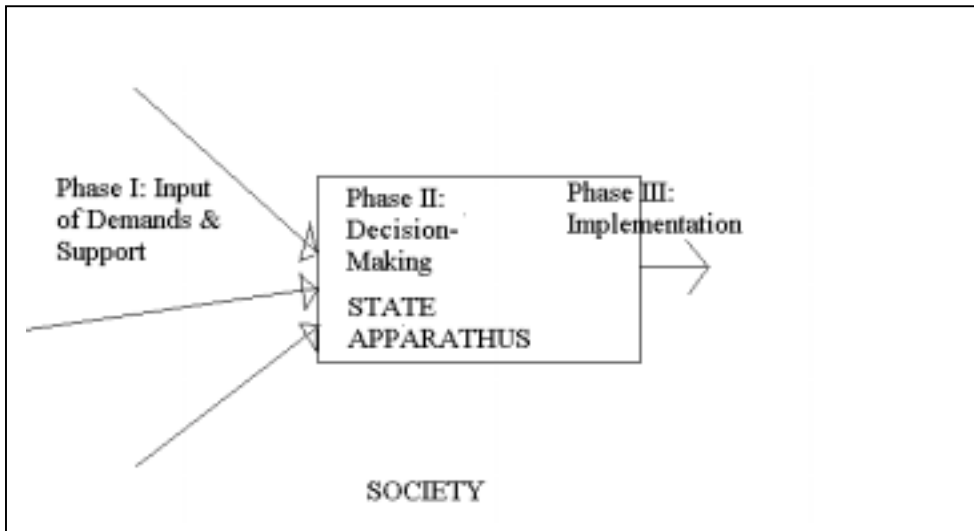 Phase I: Input
of Demands &
Support
Phase II:
Decision-
Making
STATE
APPARATHUS
Phase III:
Implementation
SOCIETY